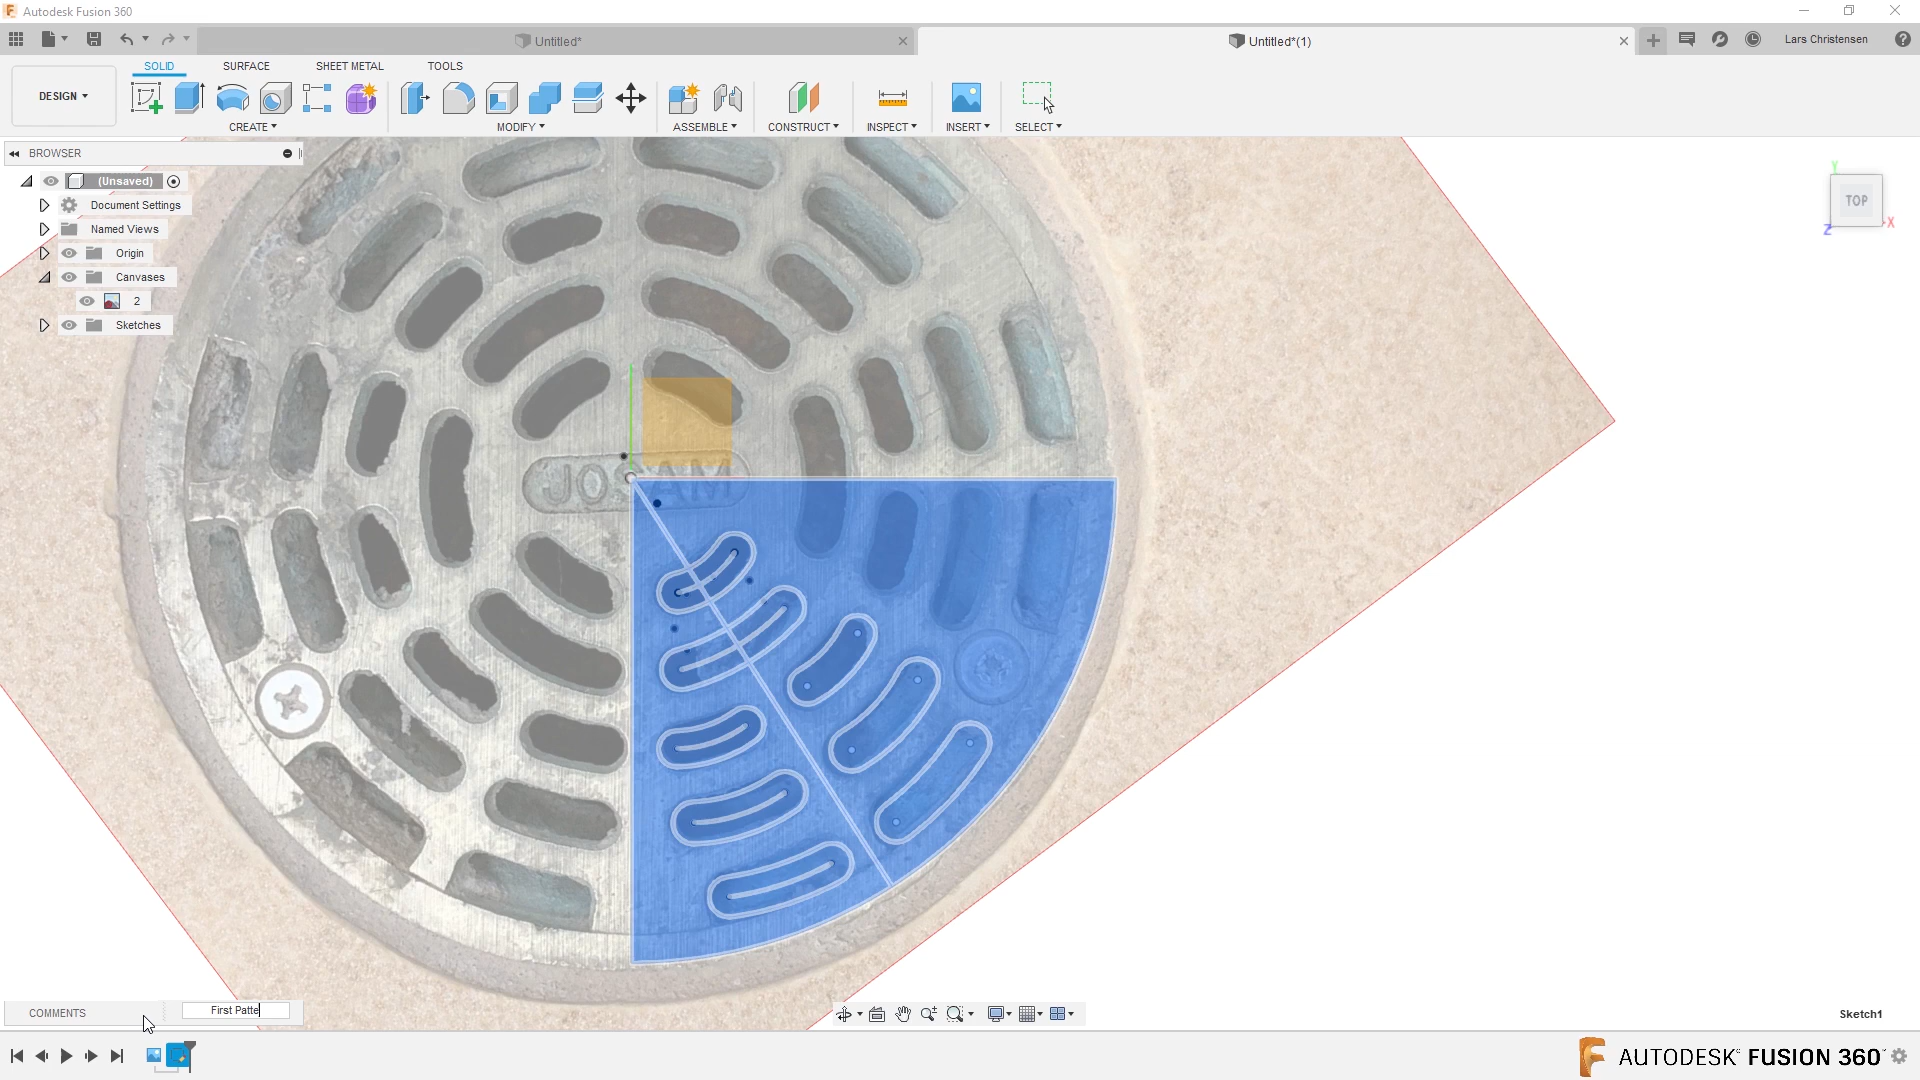 Autodesk Fusion 360
Untitled*
Untitled*(1)
Lars Christensen
SOLID
SURFACE
SHEET METAL
TOOLS
DESIGN
CREATE
MODIFY
ASSEMBLE
CONSTRUCT
INSPECT
INSERT
SELECT
BROWSER
(Unsaved)
Document Settings
Named Views
Origin
Canvases
2
Sketches
Y
TOP
X
Z
JOSAM
COMMENTS
First Patte
Sketch1
AUTODESK FUSION 360